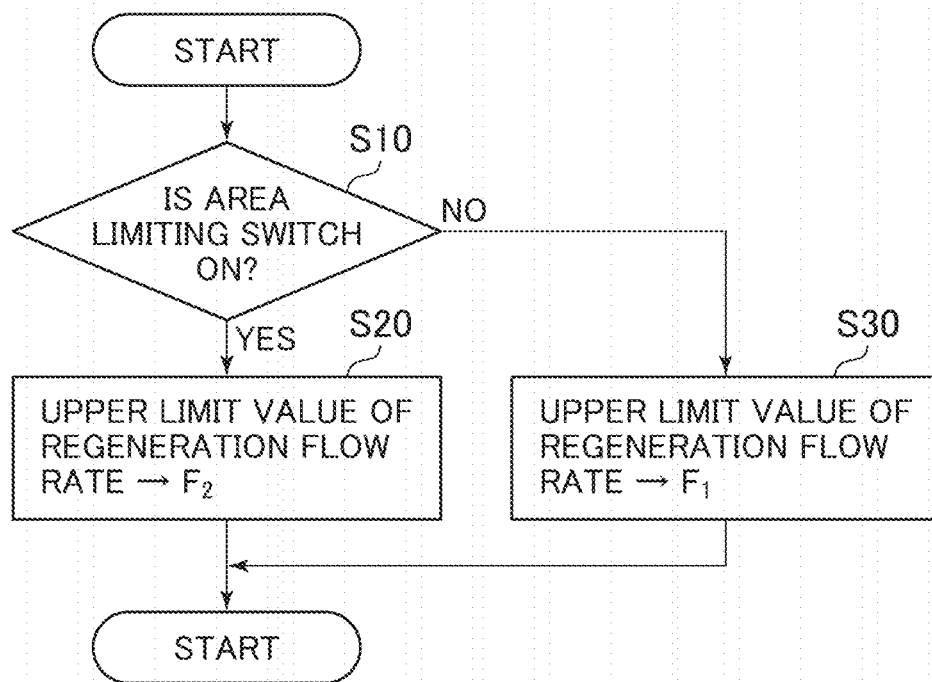 START
S10
IS AREA
LIMITING SWITCH
ON?
NO
YES
S20
UPPER LIMIT VALUE OF
REGENERATION FLOW
RATE → F₂
S30
UPPER LIMIT VALUE OF
REGENERATION FLOW
RATE → F₁
START